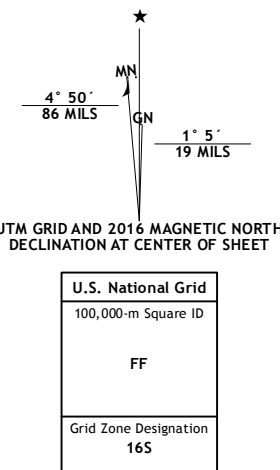 ★
MN
4° 50´
86 MILS
GN
1° 5´
19 MILS
UTM GRID AND 2016 MAGNETIC NORTH
DECLINATION AT CENTER OF SHEET
U.S. National Grid
100,000-m Square ID
FF
Grid Zone Designation
16S